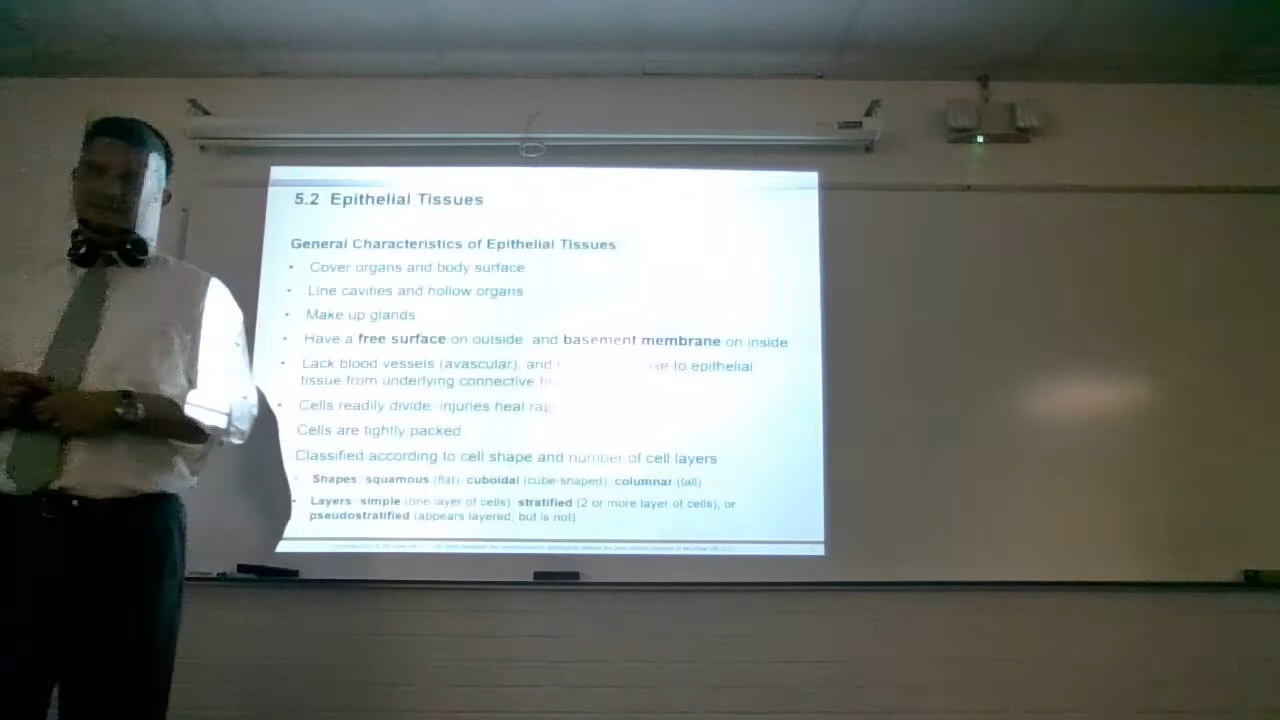 5.2 Epithelial Tissues
General Characteristics of Epithelial Tissues
• Cover organs and body surface
• Line cavities and hollow organs
• Make up glands
• Have a free surface on outside and basement membrane on inside
• Lack blood vessels (avascular), and to epithelial
tissue from underlying connective
• Cells readily divide injuries heal
Cells are tightly packed
Classified according to cell shape and number of cell layers
Shapes squamous (flat) cuboidal (cube-shaped) columnar (tall)
• Layers simple (one layer of cells) stratified (2 or more layer of cells), or
pseudostratified (appears layered, but is not)